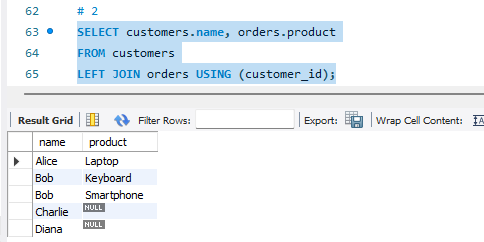 62 # 2
63 SELECT customers.name, orders.product
64 FROM customers
65 LEFT JOIN orders USING (customer_id);
Result Grid Filter Rows: Export: Wrap Cell Content: IA
name product
Alice Laptop
Bob Keyboard
Bob Smartphone
Charlie NULL
Diana NULL